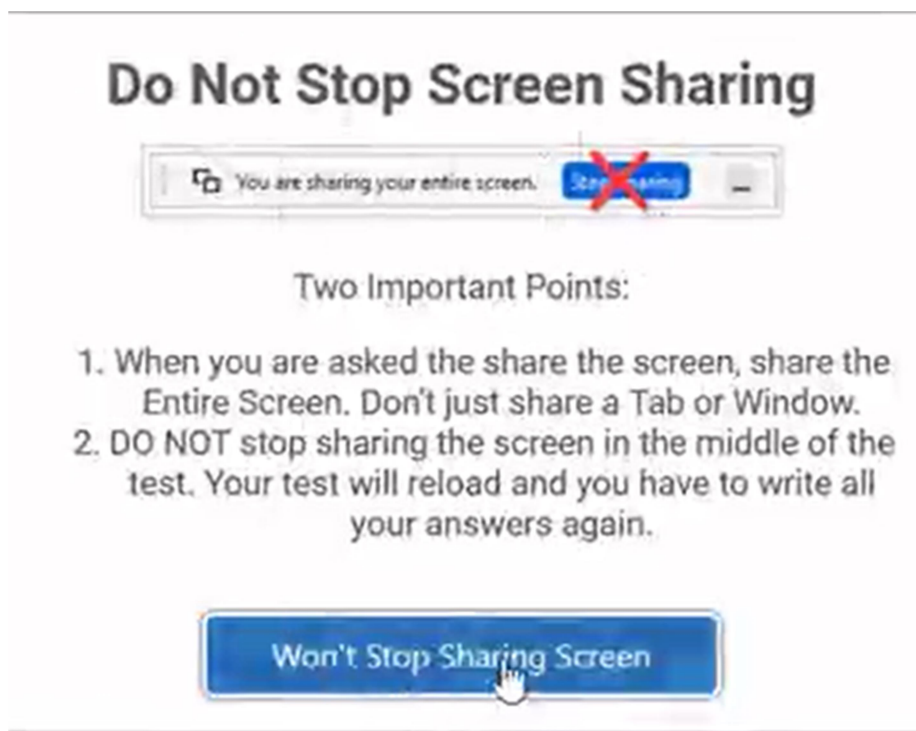 Do Not Stop Screen Sharing
You are sharing your entire screen.
Two Important Points:
1. When you are asked the share the screen, share the
Entire Screen. Don't just share a Tab or Window.
2. DO NOT stop sharing the screen in the middle of the
test. Your test will reload and you have to write all
your answers again.
Won't Stop Sharing Screen